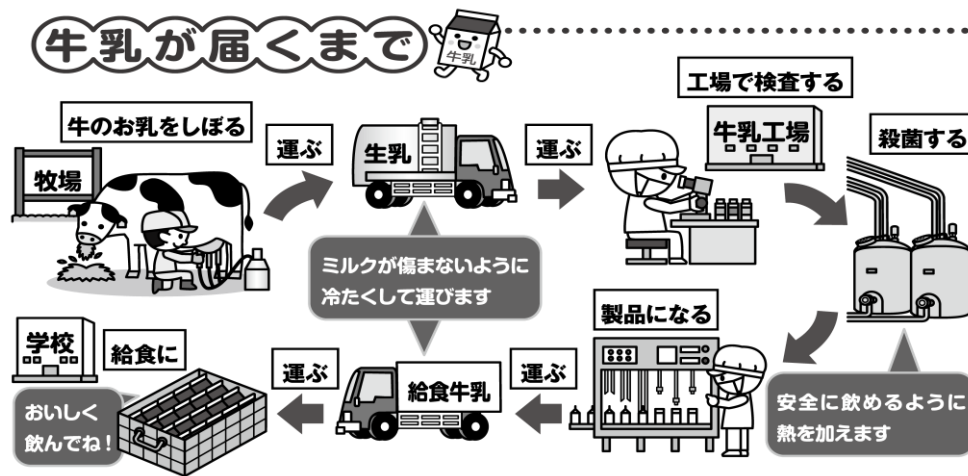 牛乳が届くまで
牛乳
牛のお乳をしぼる
牧場
運ぶ
生乳
運ぶ
工場で検査する
牛乳工場
殺菌する
ミルクが傷まないように
冷たくして運びます
安全に飲めるように
熱を加えます
製品になる
運ぶ
給食牛乳
運ぶ
給食に
学校
おいしく
飲んでね!